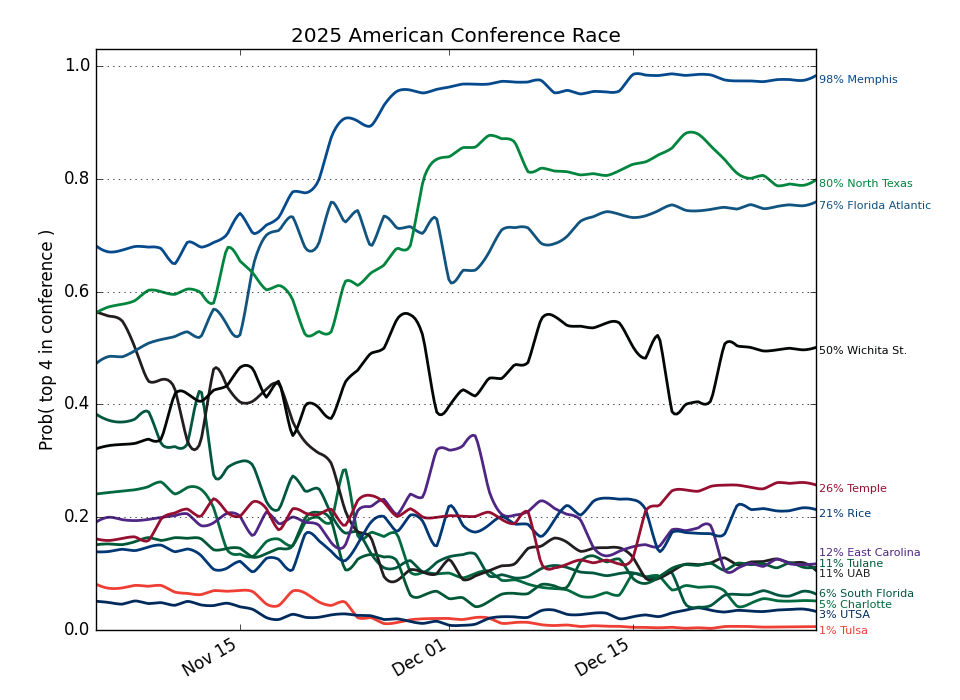 2025 American Conference Race
Prob( top 4 in conference )
1.0
0.8
0.6
0.4
0.2
0.0
Nov 15
Dec 01
Dec 15
98% Memphis
80% North Texas
76% Florida Atlantic
50% Wichita St.
26% Temple
21% Rice
12% East Carolina
11% Tulane
11% UAB
6% South Florida
5% Charlotte
3% UTSA
1% Tulsa